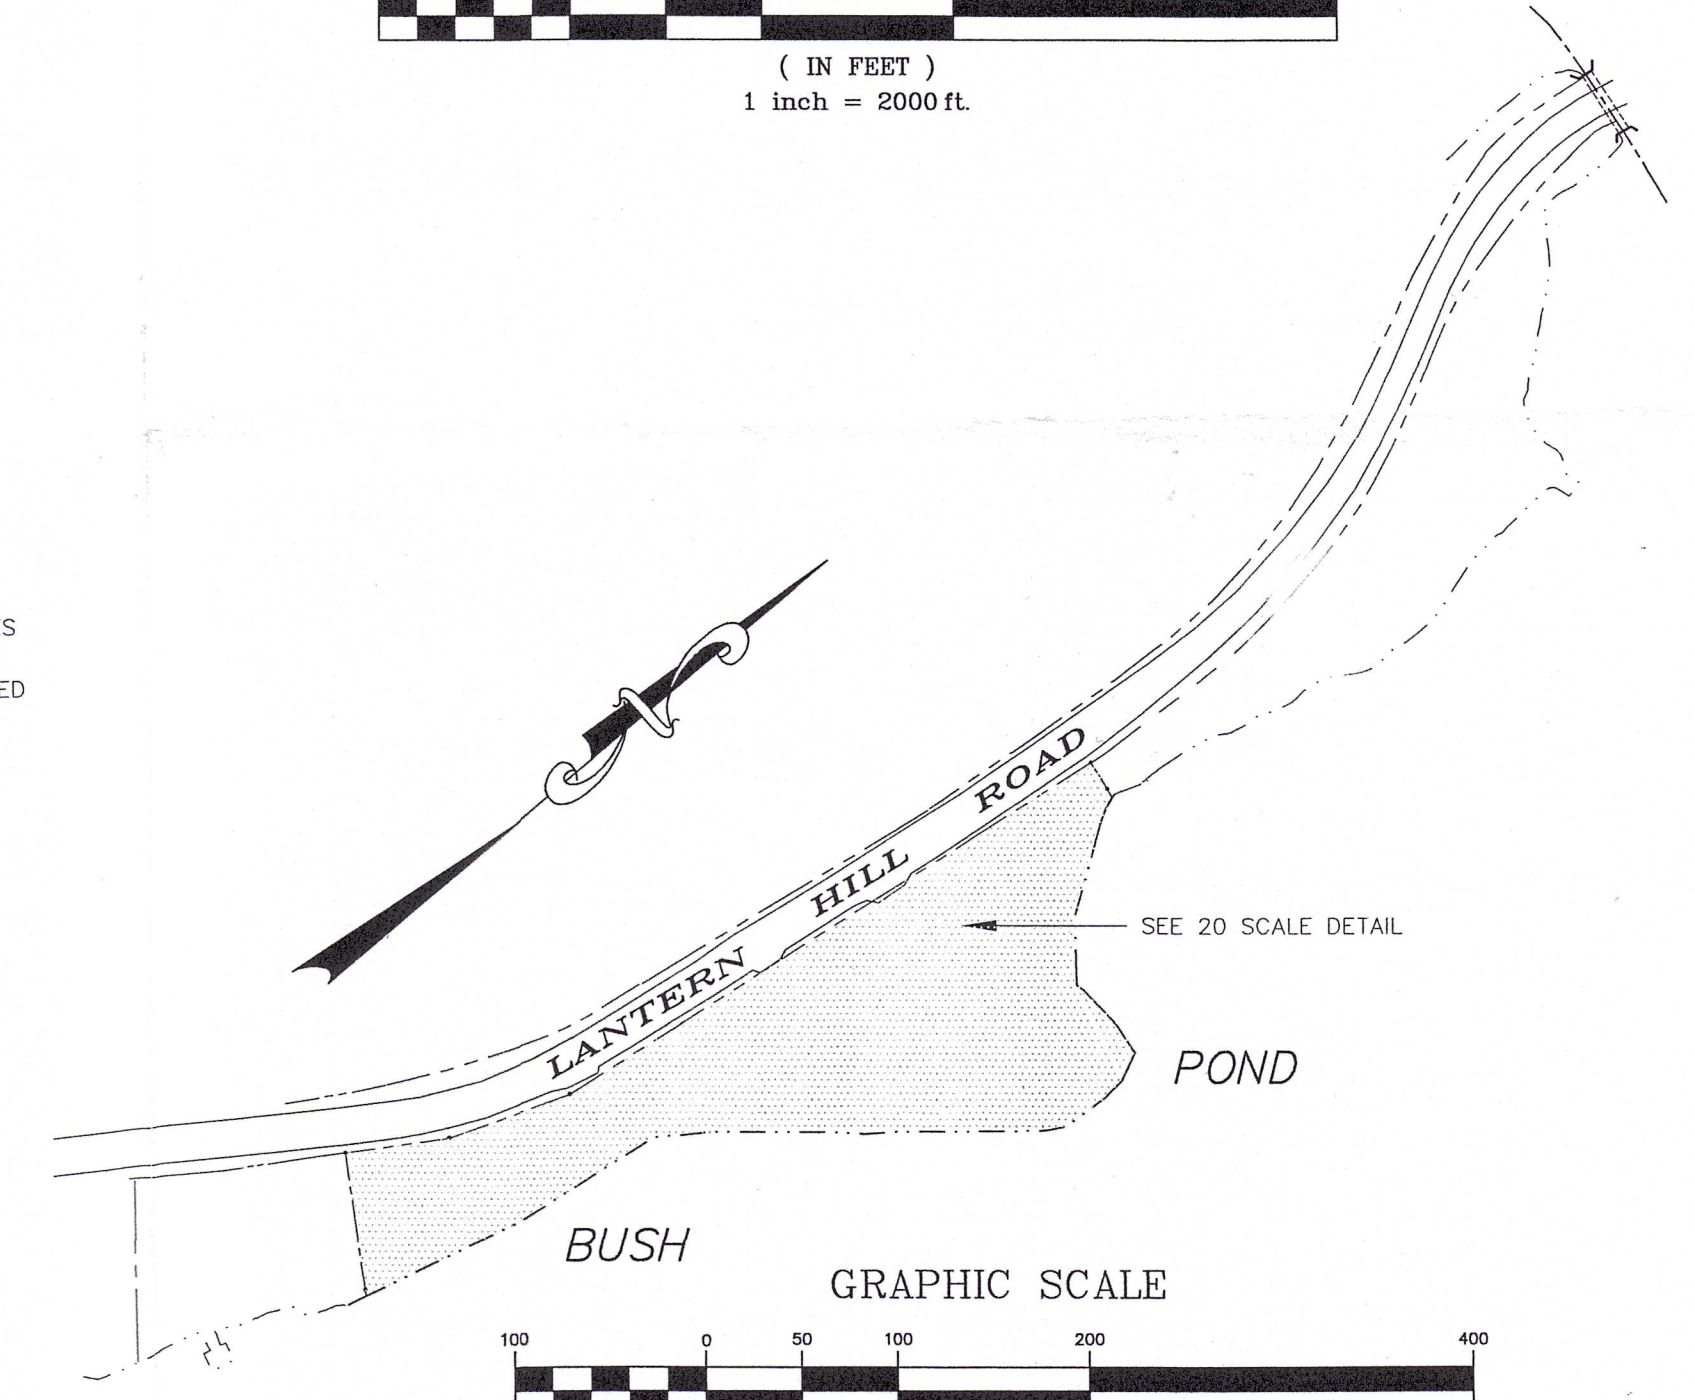 ( IN FEET )
1 inch = 2000 ft.
S
ED
N
LANTERN HILL ROAD
SEE 20 SCALE DETAIL
POND
BUSH
GRAPHIC SCALE
100 0 50 100 200 400